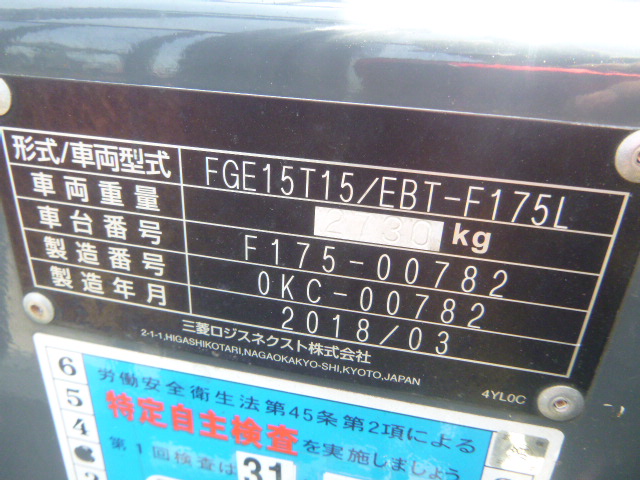 形式/車両型式 FGE15T15/EBT-F175L
車両重量 2730 kg
車台番号 F175-00782
製造番号 0KC-00782
製造年月 2018/03
三菱ロジスネクスト株式会社
2-1-1,HIGASHIKOTARI,NAGAOKAKYO-SHI,KYOTO,JAPAN
4YL0C
6 労働安全衛生法第45条第2項による
5 特定自主検査を実施しましょう
4
第1回検査は 31
3